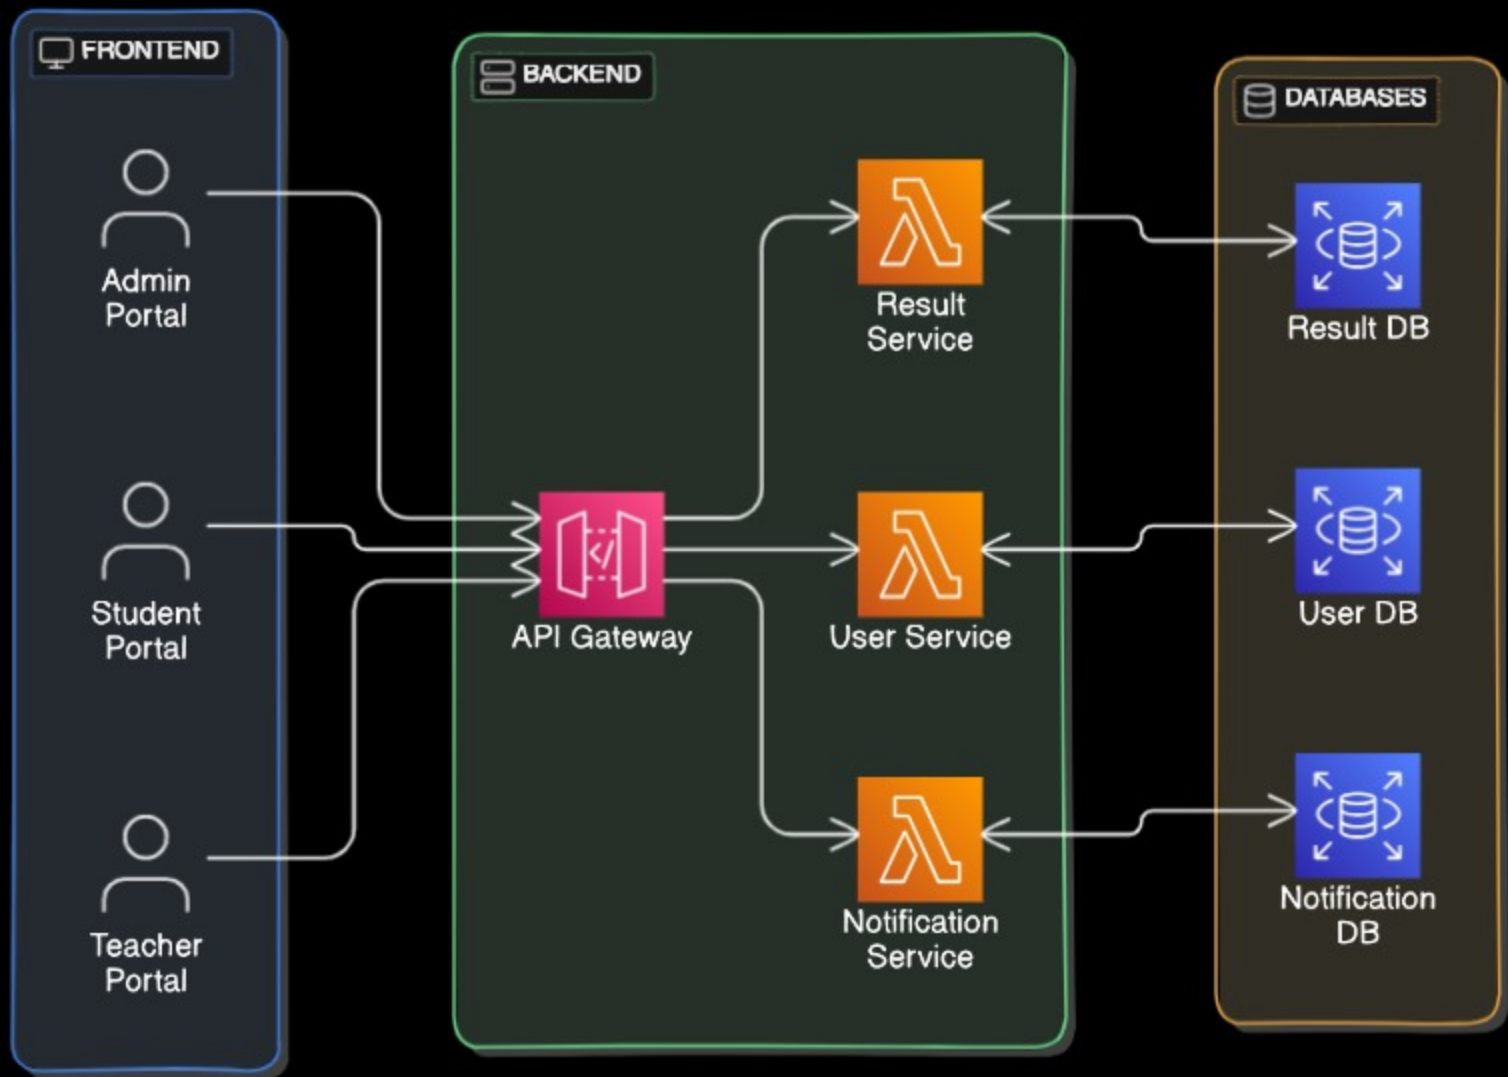 FRONTEND
Admin
Portal
Student
Portal
Teacher
Portal
BACKEND
API Gateway
</>
Result
Service
User Service
Notification
Service
DATABASES
Result DB
User DB
Notification
DB